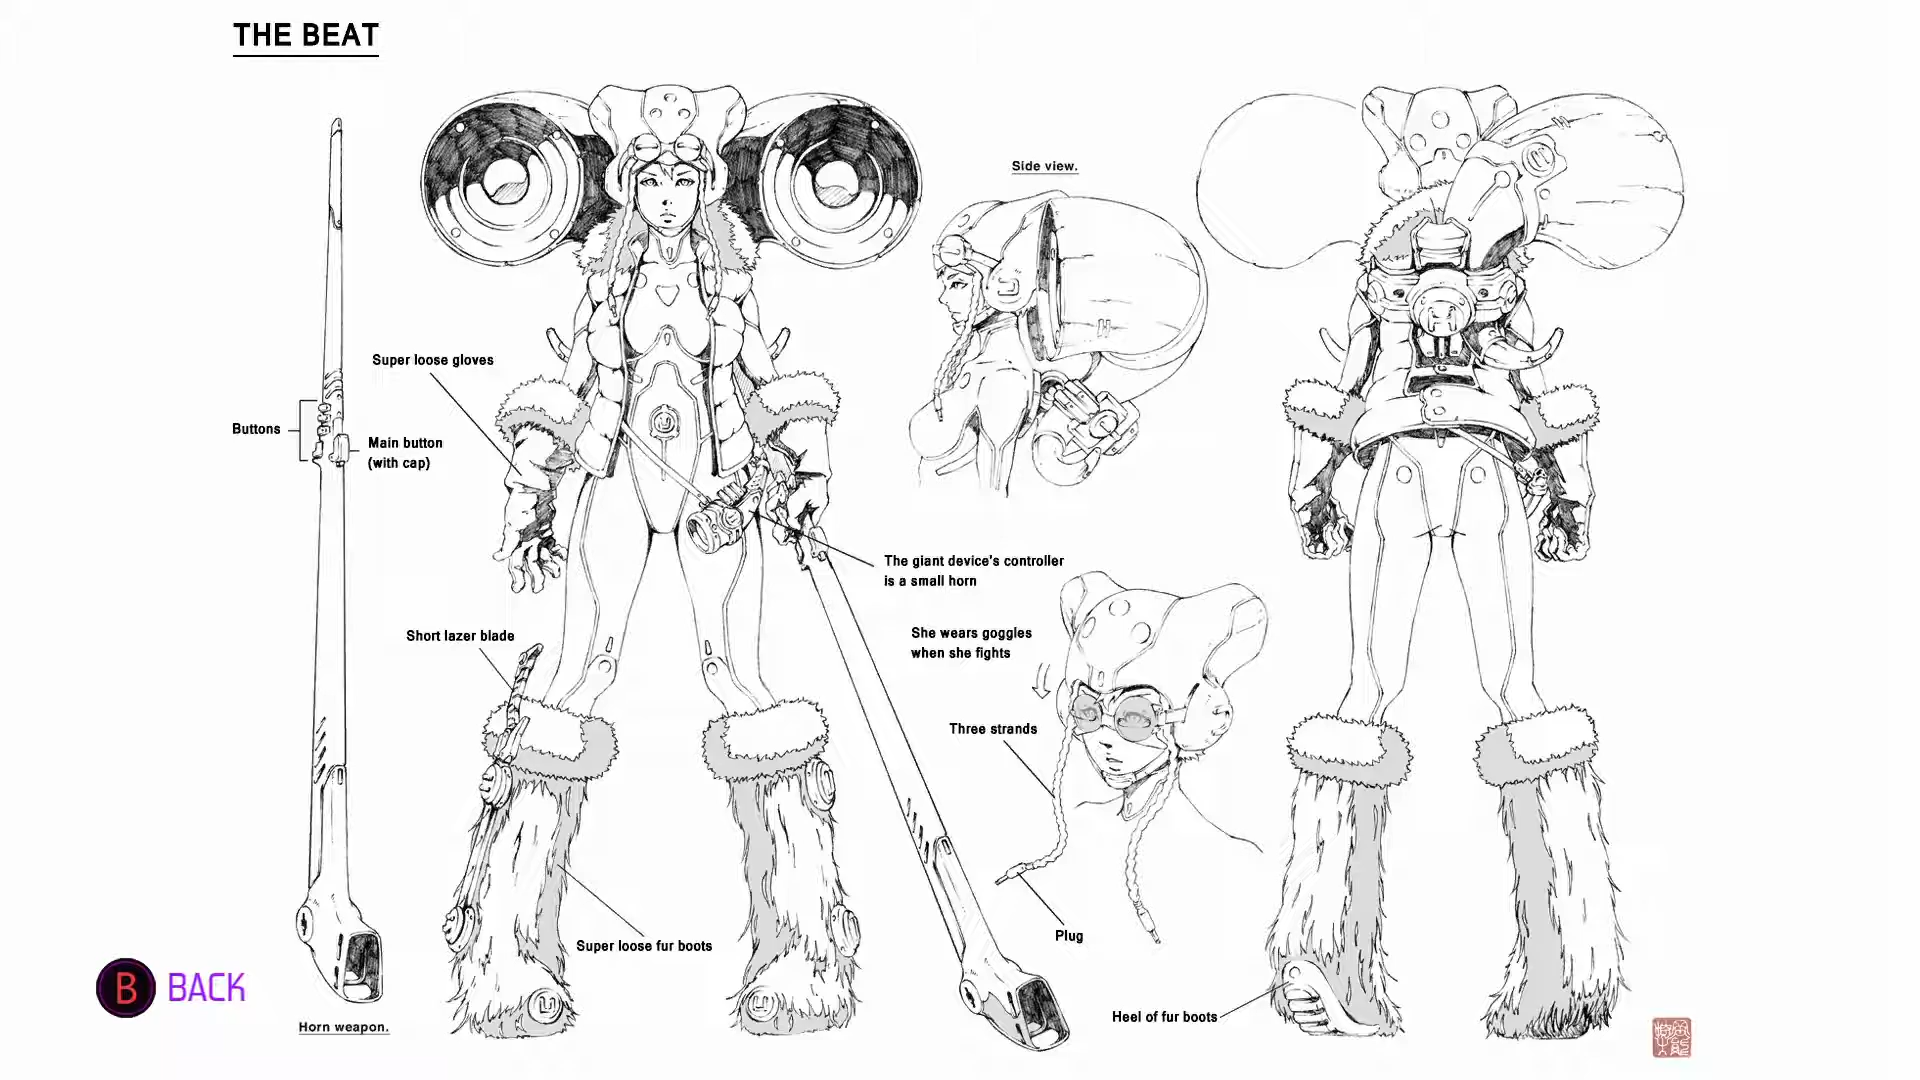 THE BEAT
Side view.
Super loose gloves
Buttons
Main button
(with cap)
The giant device's controller
is a small horn
Short lazer blade
She wears goggles
when she fights
Three strands
Plug
Super loose fur boots
B BACK
Heel of fur boots
Horn weapon.